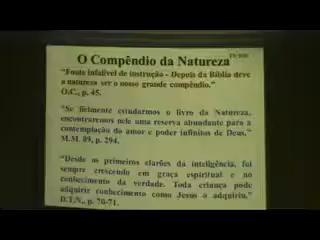 O Compêndio da Natureza
"Fonte infalível de instrução - Depois da Bíblia deve
a natureza ser o nosso grande compêndio."
O.C., p. 45.
"Se fielmente estudarmos o livro da Natureza,
encontraremos nele uma reserva abundante para a
contemplação do amor e poder infinitos de Deus."
M.M. 89, p. 294.
"Desde os primeiros clarões da inteligência, foi
sempre crescendo em graça espiritual e no
conhecimento da verdade. Toda criança pode
adquirir conhecimento como Jesus o adquiriu."
D.T.N., p. 70-71.